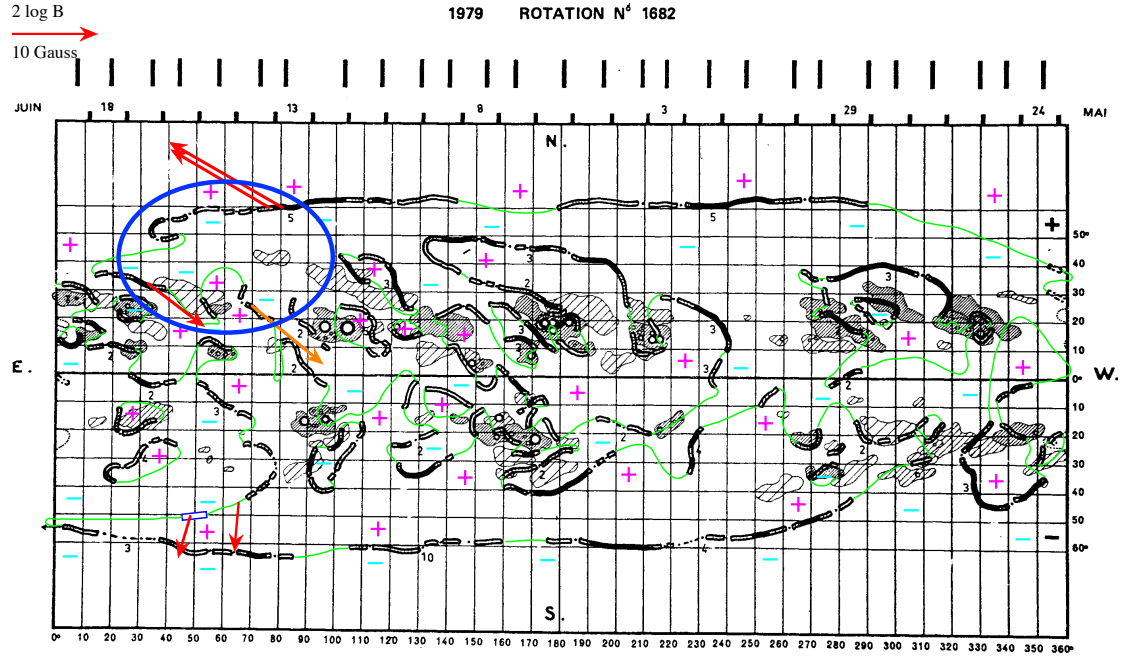 2 log B
10 Gauss
1979 ROTATION Nº 1682
JUIN 18 13 8 3 29 24 MAI
N.
+
5 5
50°
3 40
3 2 30
2 3 3 20
2 2 10
E. 2 2 0° W.
2 3 10
4 2 2 4 2 20
2 30
3 40
50
3 10 4 60°
−
S.
0° 10 20 30 40 50 60 70 80 90 100 110 120 130 140 150 160 170 180 190 200 210 220 230 240 250 260 270 280 290 300 310 320 330 340 350 360°